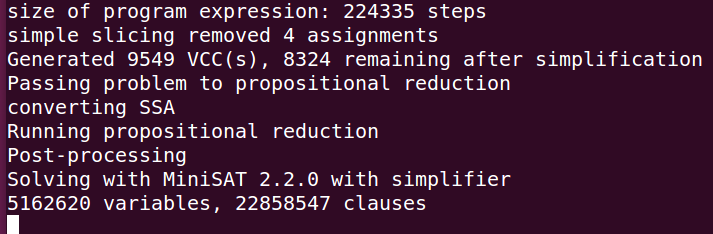 size of program expression: 224335 steps
simple slicing removed 4 assignments
Generated 9549 VCC(s), 8324 remaining after simplification
Passing problem to propositional reduction
converting SSA
Running propositional reduction
Post-processing
Solving with MiniSAT 2.2.0 with simplifier
5162620 variables, 22858547 clauses